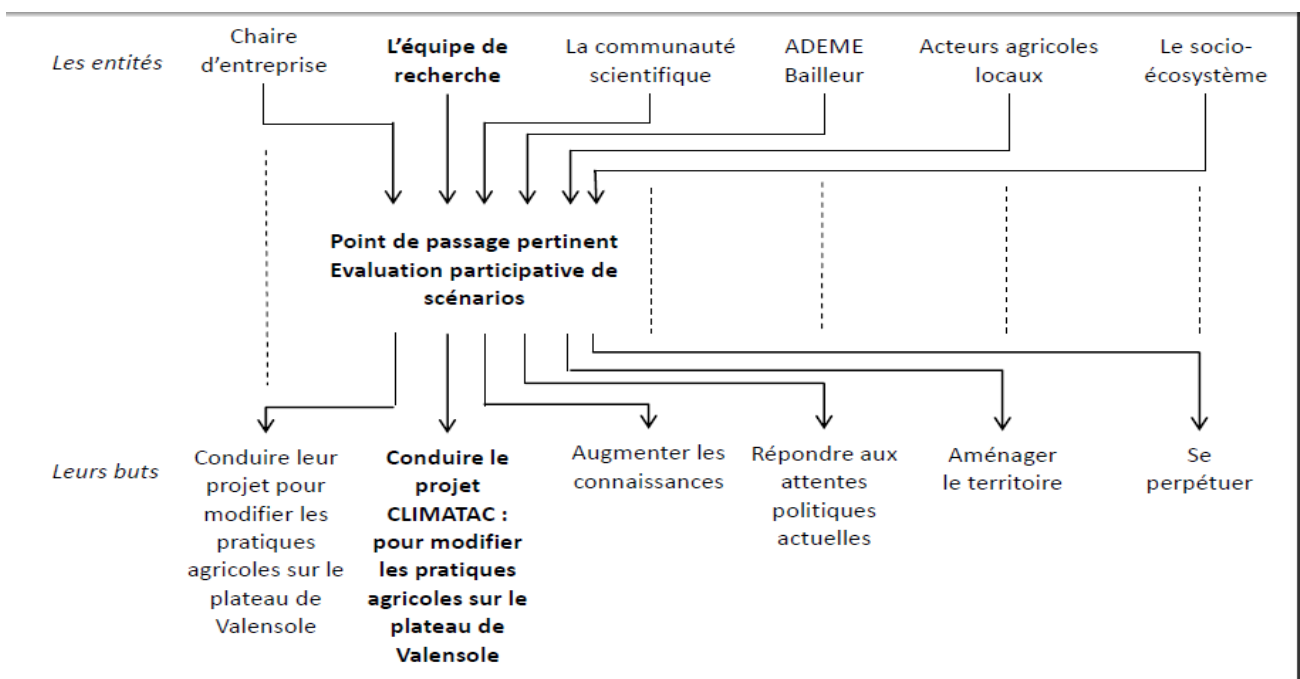 Les entités
Chaire
d’entreprise
L’équipe de
recherche
La communauté
scientifique
ADEME
Bailleur
Acteurs agricoles
locaux
Le socio-
écosystème
Point de passage pertinent
Evaluation participative de
scénarios
Leurs buts
Conduire leur
projet pour
modifier les
pratiques
agricoles sur le
plateau de
Valensole
Conduire le
projet
CLIMATAC :
pour modifier
les pratiques
agricoles sur le
plateau de
Valensole
Augmenter les
connaissances
Répondre aux
attentes
politiques
actuelles
Aménager
le territoire
Se
perpétuer